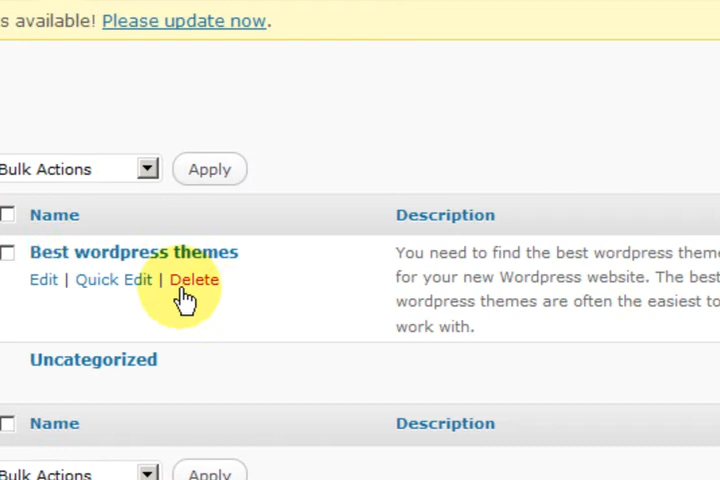 s available! Please update now.
Bulk Actions Apply
Name Description
Best wordpress themes You need to find the best wordpress theme
Edit | Quick Edit | Delete for your new Wordpress website. The best
wordpress themes are often the easiest to
work with.
Uncategorized
Name Description
Bulk Actions Apply